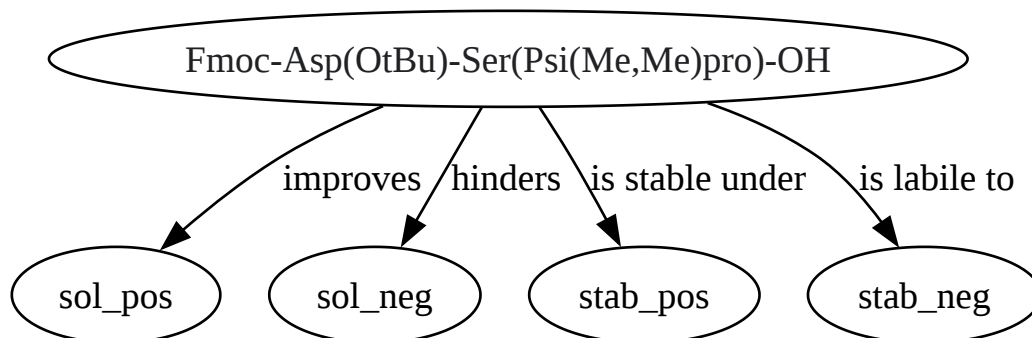 Fmoc-Asp(OtBu)-Ser(Psi(Me,Me)pro)-OH
improves hinders is stable under is labile to
sol_pos sol_neg stab_pos stab_neg